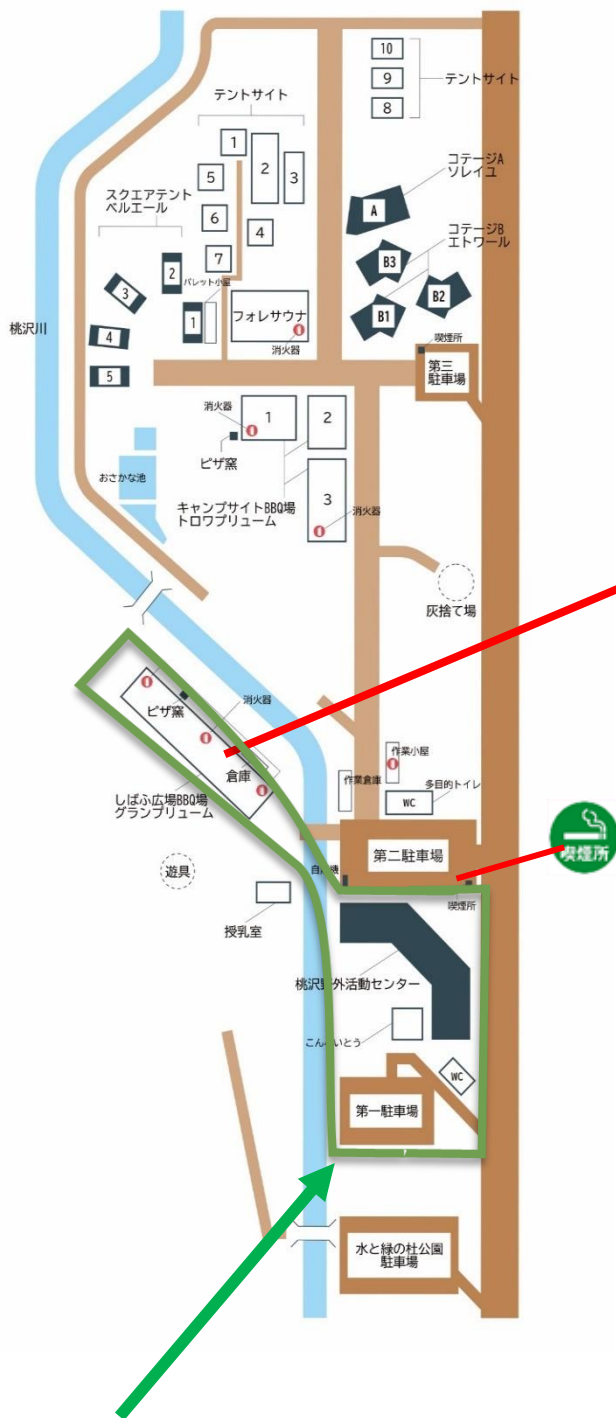 10
9
8
テントサイト
テントサイト
1
2
3
5
6
4
7
スクエアテント
ベルエール
2
3
1
4
5
パレット小屋
フォレサウナ
消火器
コテージA
ソレイユ
A
コテージB
エトワール
B3
B2
B1
桃沢川
喫煙所
第三
駐車場
消火器
1
2
ピザ窯
3
消火器
キャンプサイトBBQ場
トロワプリューム
おさかな池
灰捨て場
ピザ窯
消火器
倉庫
しばふ広場BBQ場
グランプリューム
作業小屋
作業倉庫
多目的トイレ
WC
第二駐車場
喫煙所
喫煙所
遊具
授乳室
桃沢野外活動センター
WC
第一駐車場
水と緑の杜公園
駐車場